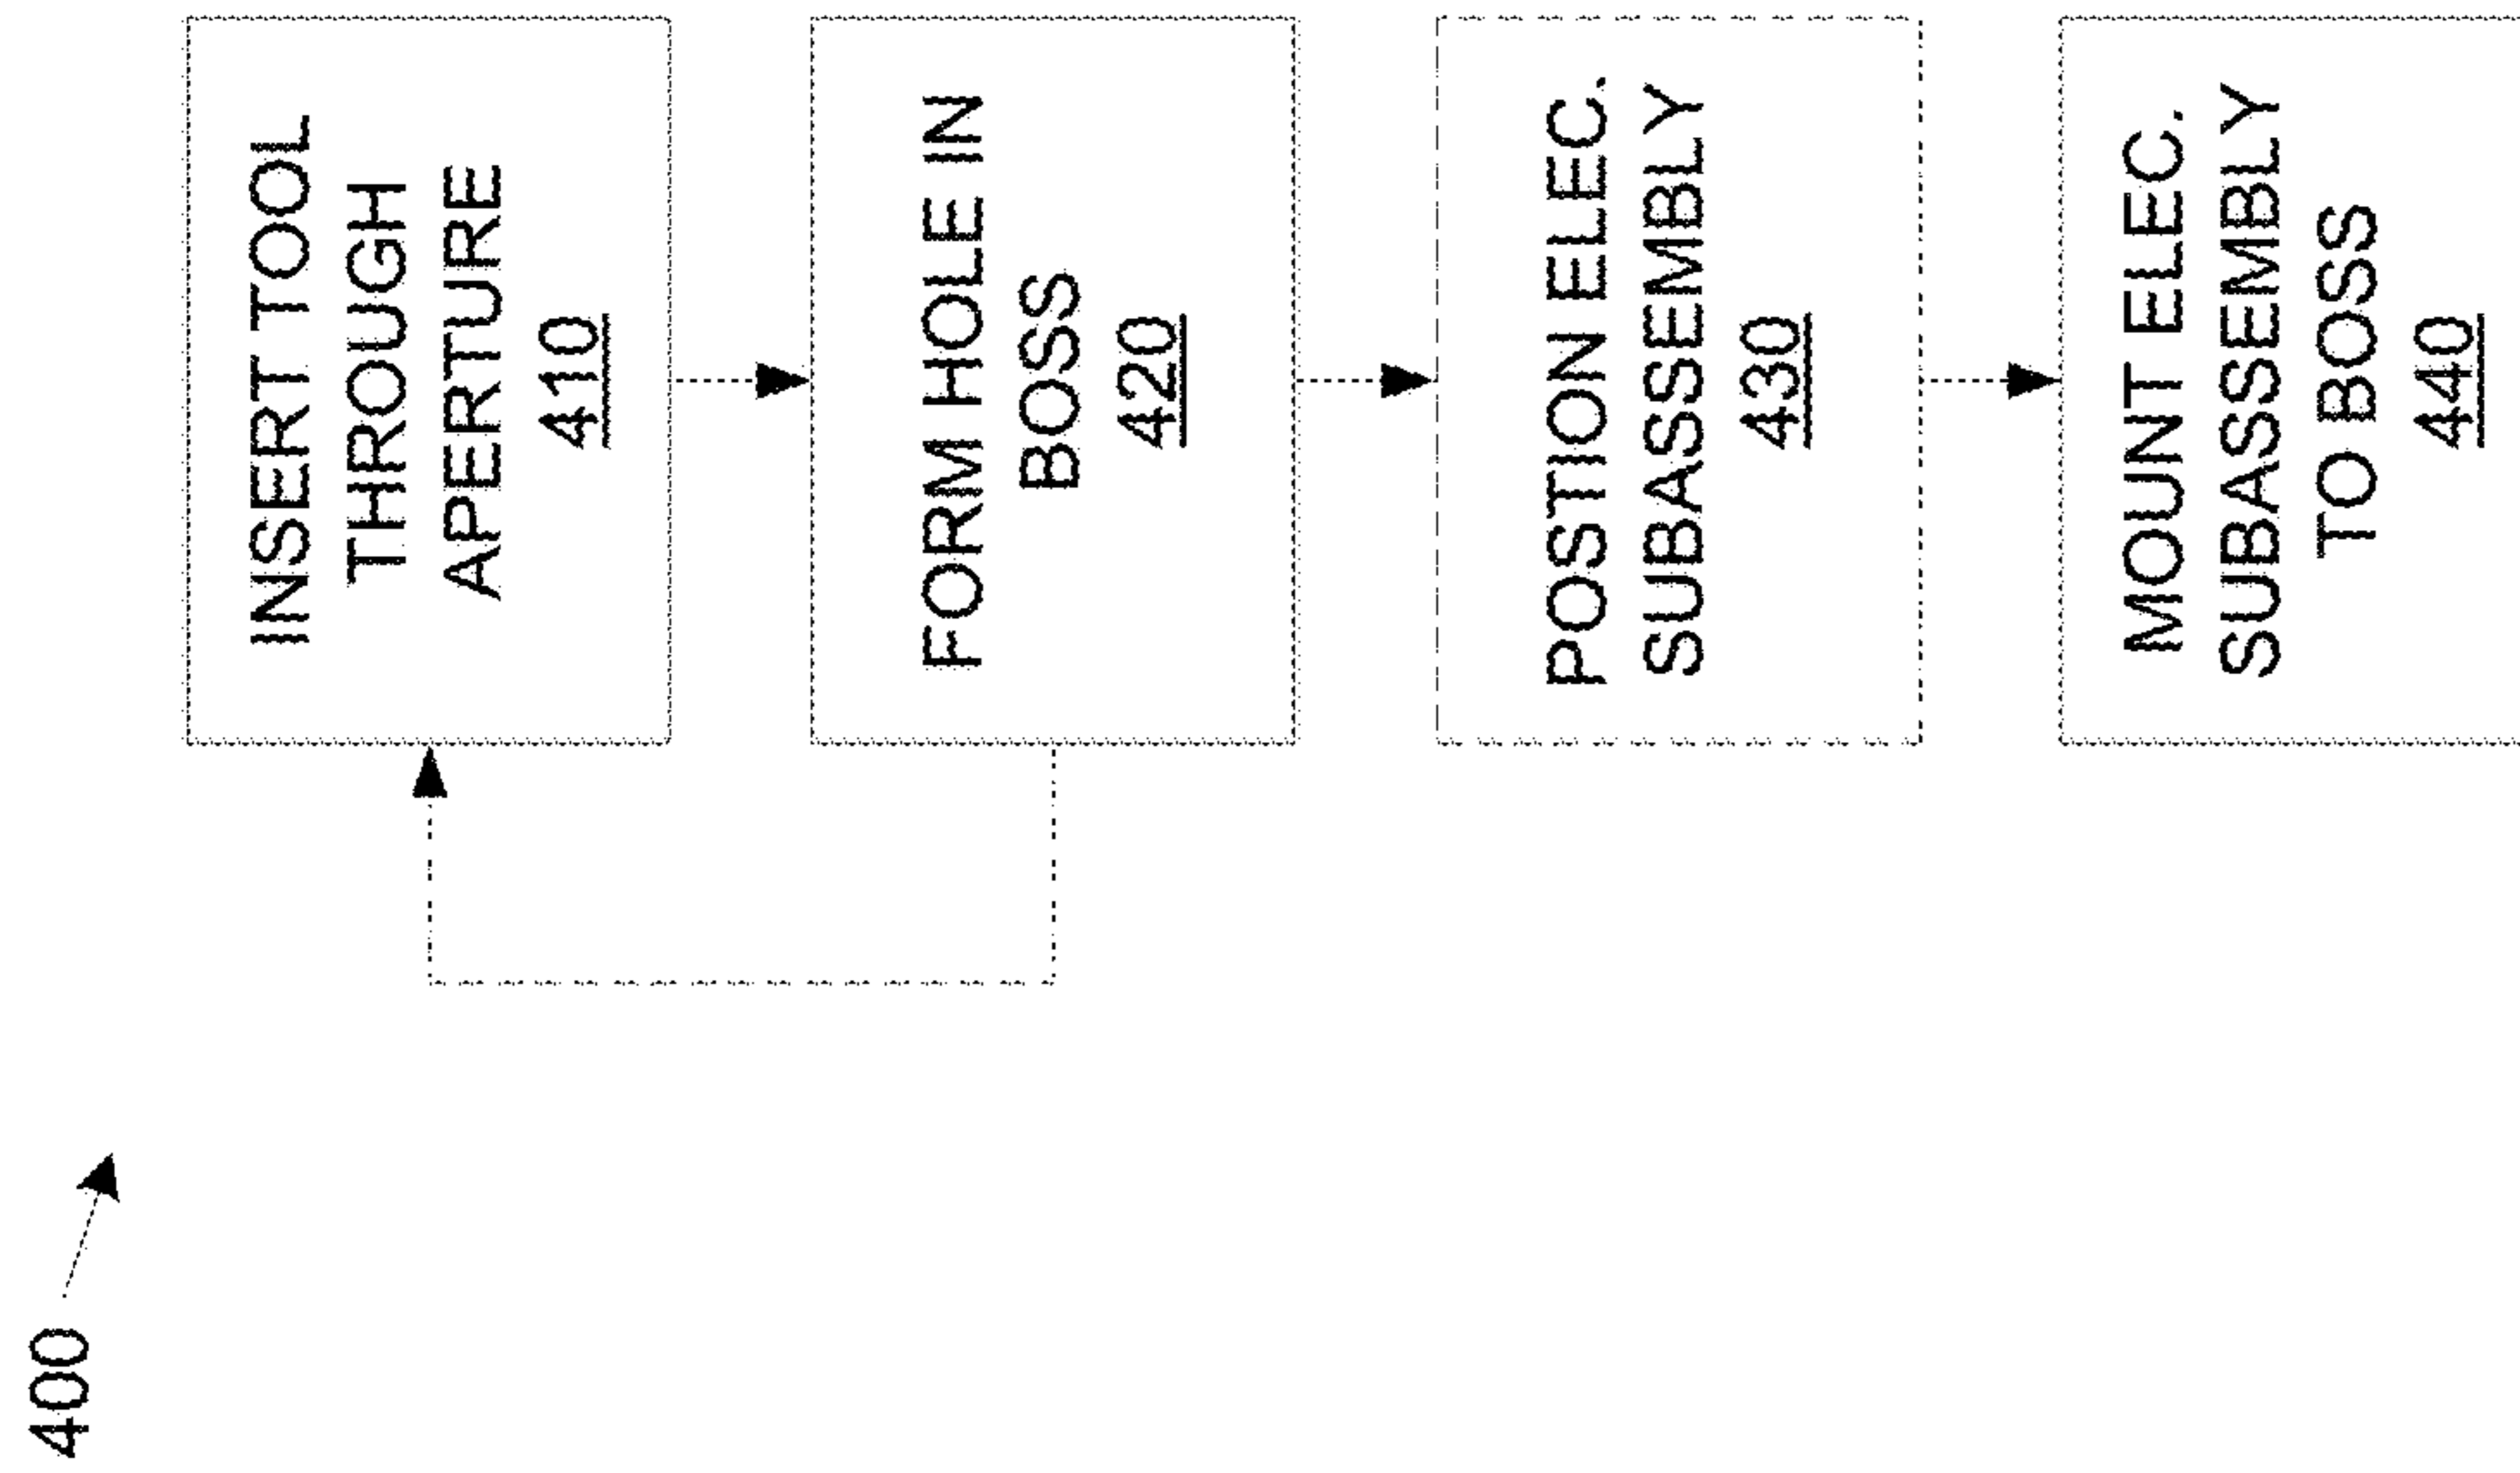 400
INSERT TOOL
THROUGH
APERTURE
410
FORM HOLE IN
BOSS
420
POSTION ELEC.
SUBASSEMBLY
430
MOUNT ELEC.
SUBASSEMBLY
TO BOSS
440